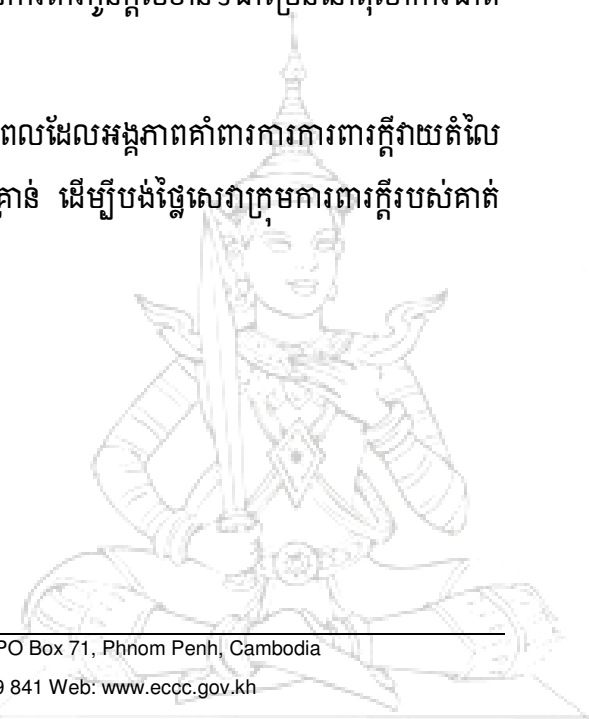 ពេលដែលអង្គភាពគាំពារការការពារក្តីវាយតំលៃ
គ្រាន់ ដើម្បីបង់ថ្លៃសេវាក្រុមការពារក្តីរបស់គាត់
PO Box 71, Phnom Penh, Cambodia
9 841 Web: www.eccc.gov.kh